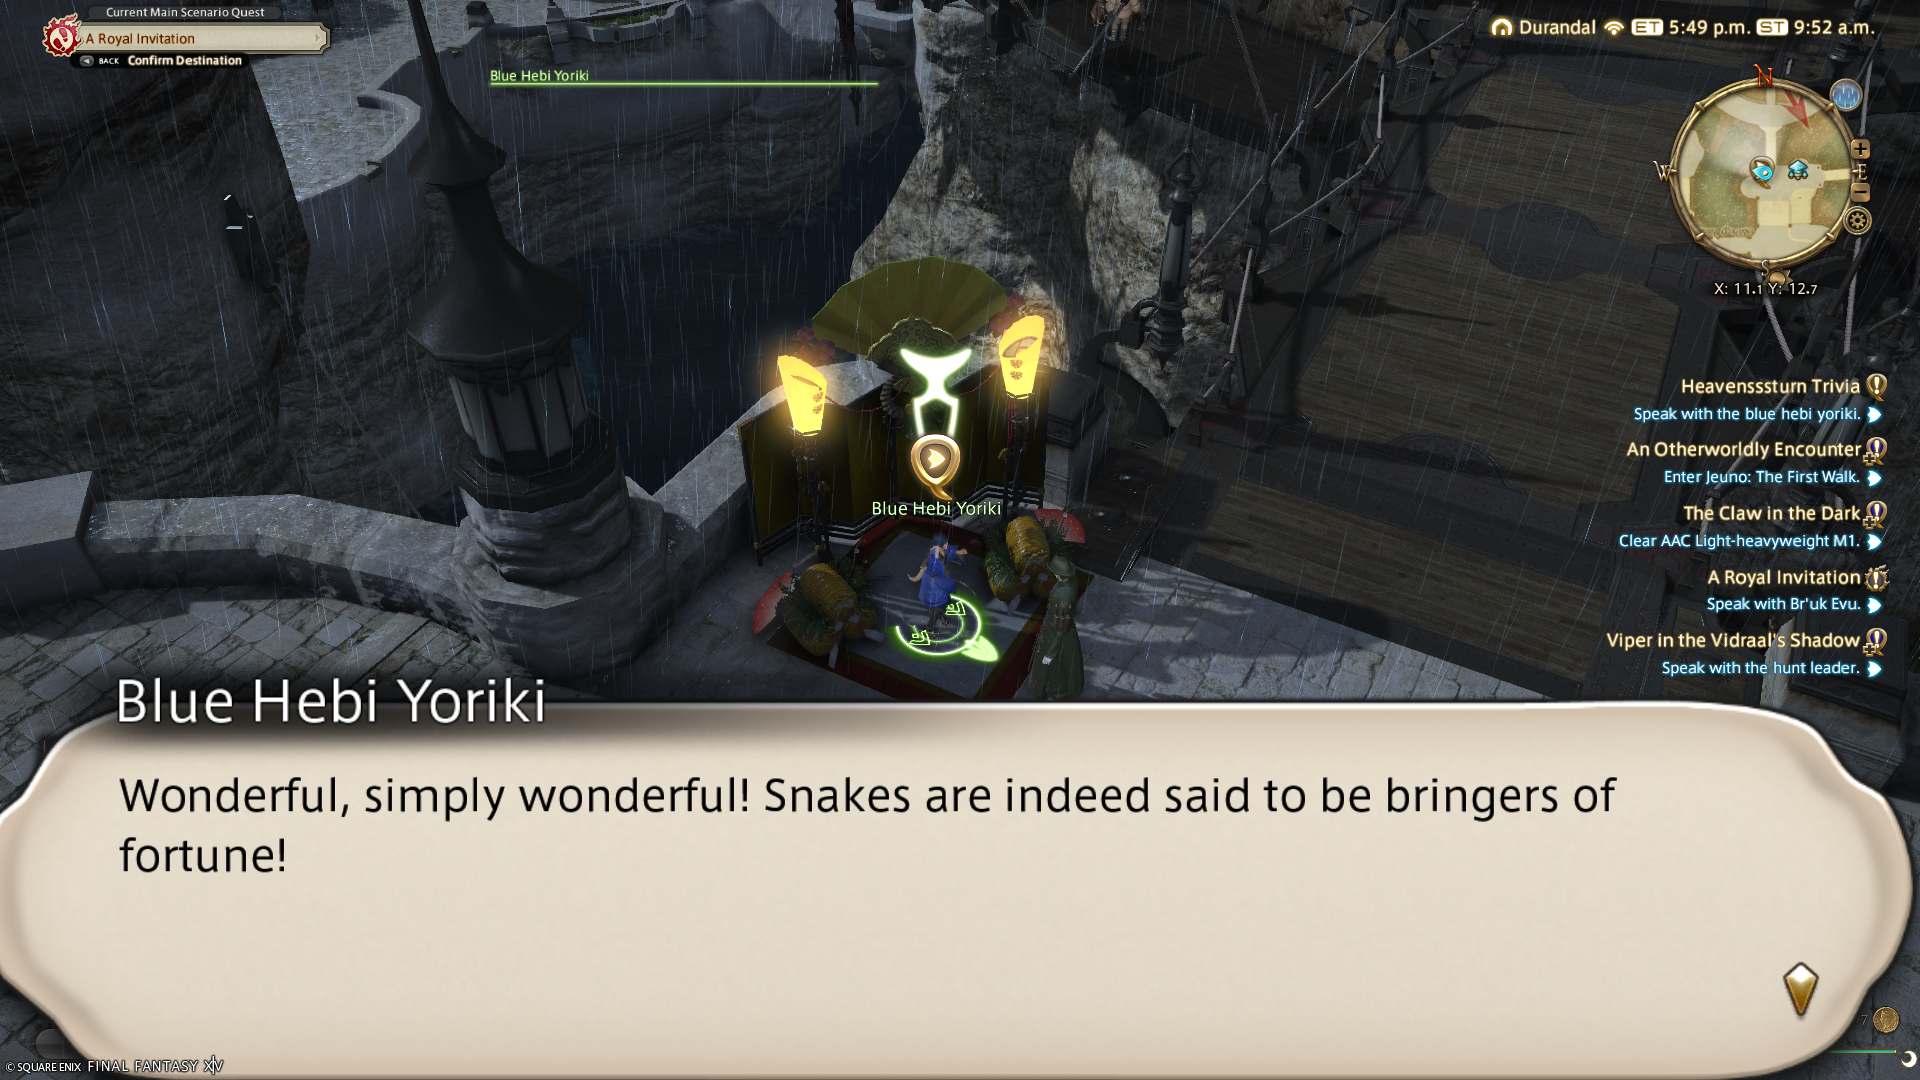 Current Main Scenario Quest
A Royal Invitation
BACK Confirm Destination
Blue Hebi Yoriki
Durandal ET 5:49 p.m. ST 9:52 a.m.
N
W
E
S
X: 11.1 Y: 12.7
Heavensssturn Trivia
Speak with the blue hebi yoriki.
An Otherworldly Encounter
Enter Jeuno: The First Walk.
The Claw in the Dark
Clear AAC Light-heavyweight M1.
A Royal Invitation
Speak with Br'uk Evu.
Viper in the Vidraal's Shadow
Speak with the hunt leader.
Blue Hebi Yoriki
Blue Hebi Yoriki
Wonderful, simply wonderful! Snakes are indeed said to be bringers of
fortune!
7
© SQUARE ENIX FINAL FANTASY XIV